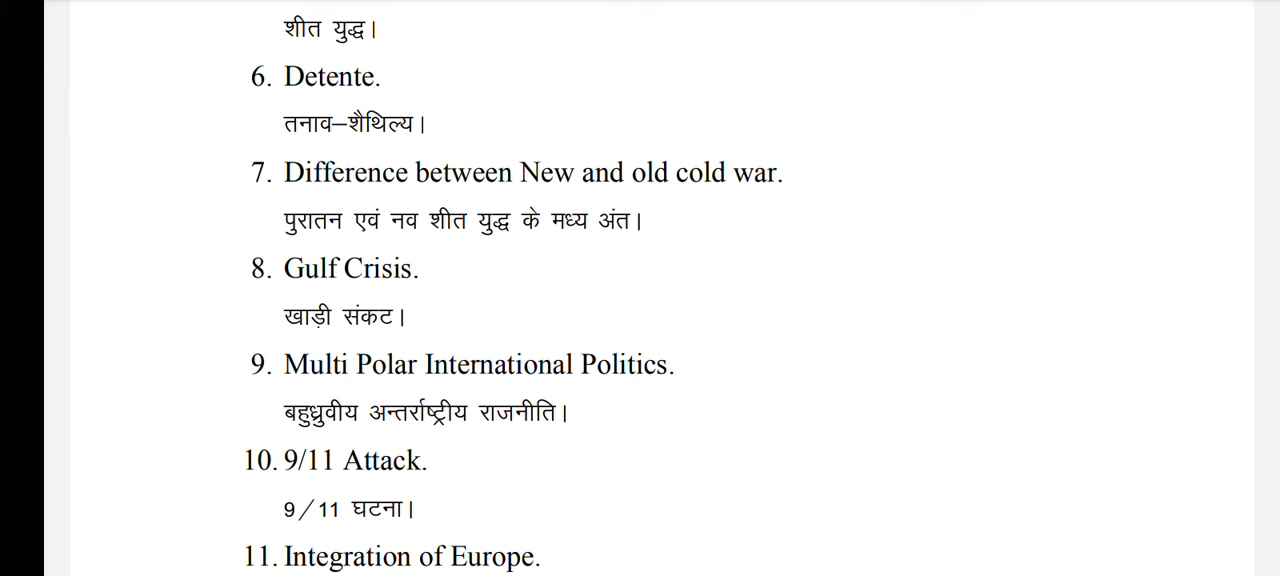 शीत युद्ध।
6. Detente.
तनाव–शैथिल्य।
7. Difference between New and old cold war.
पुरातन एवं नव शीत युद्ध के मध्य अंत।
8. Gulf Crisis.
खाड़ी संकट।
9. Multi Polar International Politics.
बहुध्रुवीय अन्तर्राष्ट्रीय राजनीति।
10. 9/11 Attack.
9/11 घटना।
11. Integration of Europe.